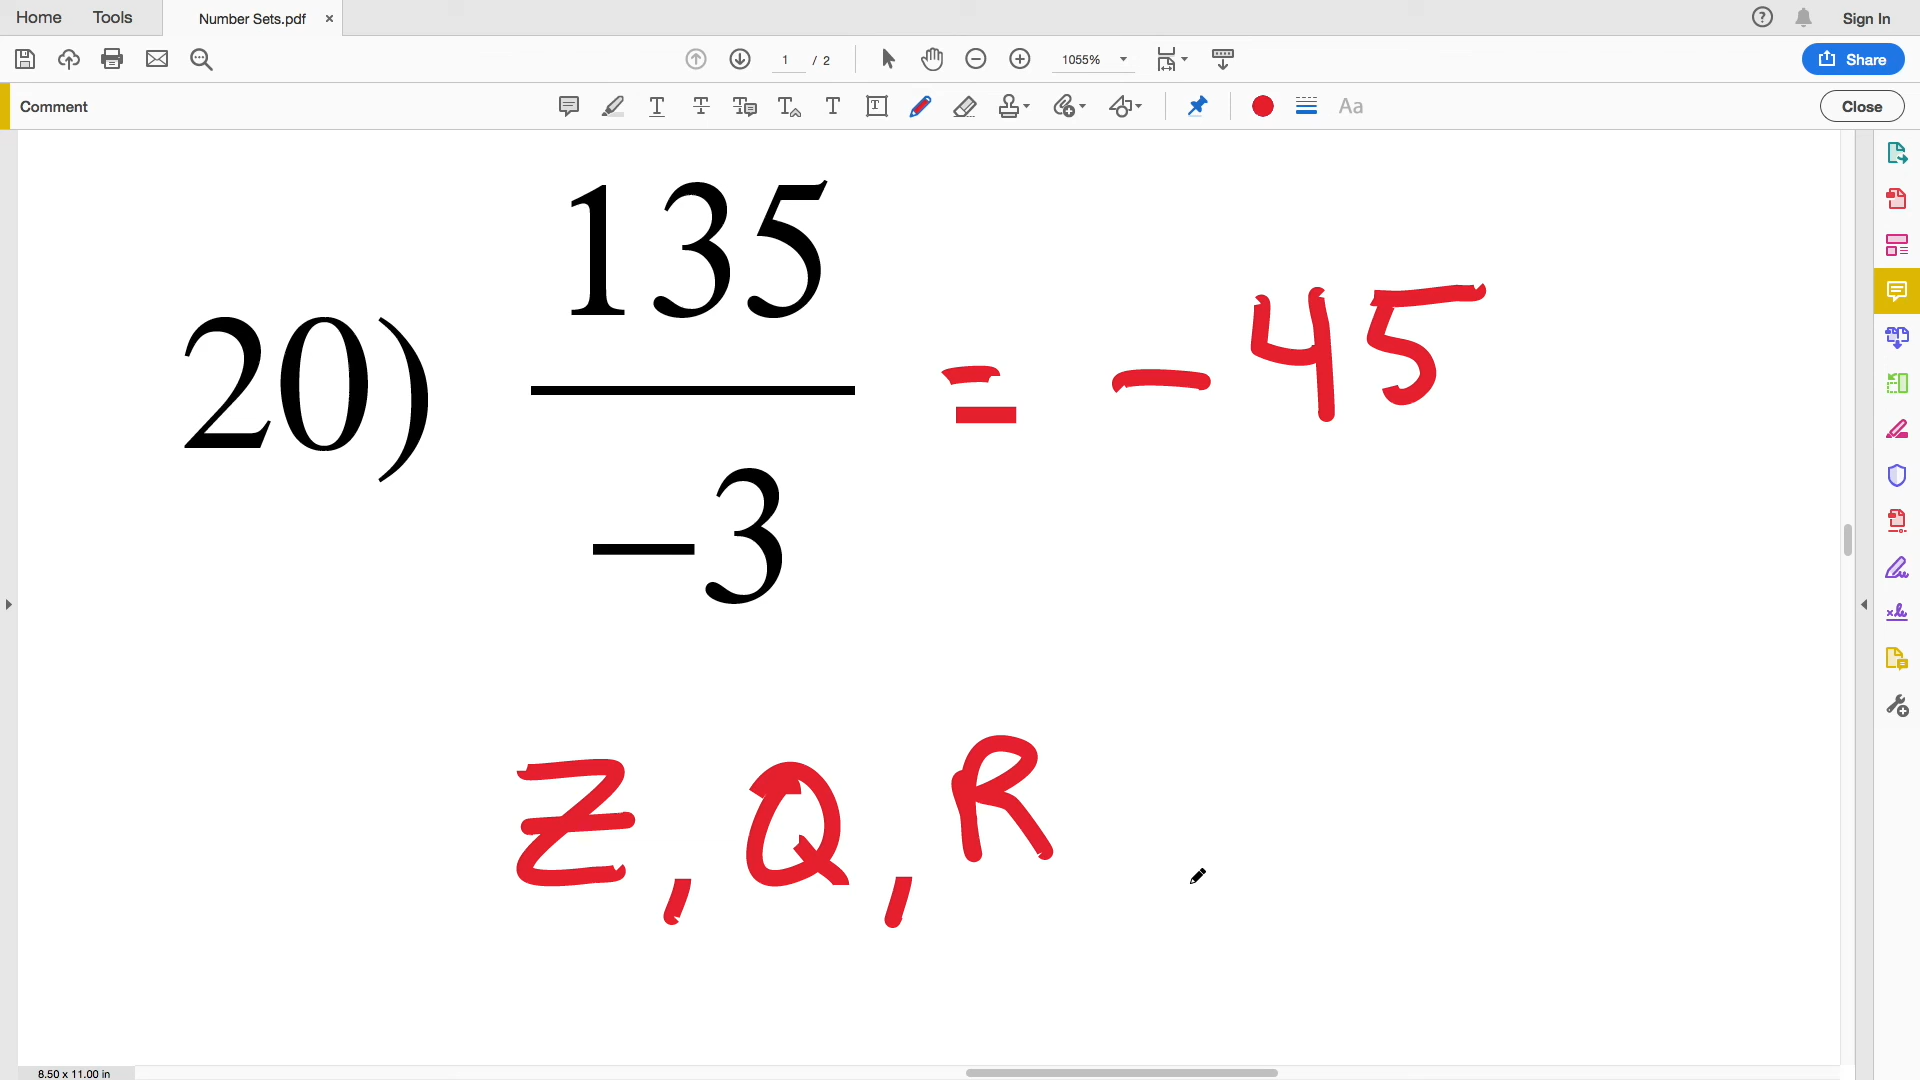 Home Tools Number Sets.pdf × Sign In
1 / 2 1055% Share
Comment Aa Close
20) 135 / −3 = - 45
Z, Q, R
8.50 x 11.00 in